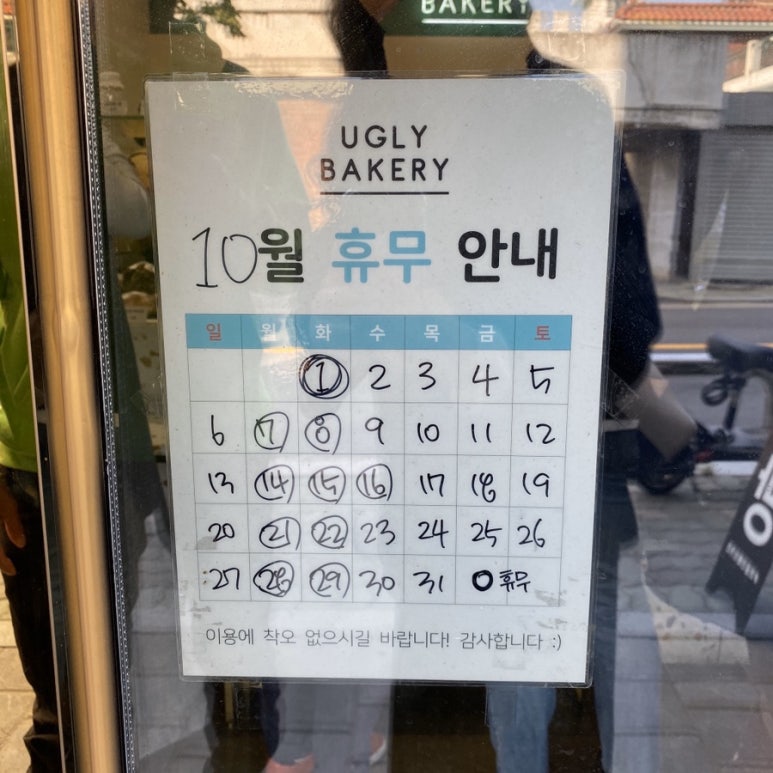 BAKERY
UGLY
BAKERY
10월 휴무 안내
일 월 화 수 목 금 토
1 2 3 4 5
6 7 8 9 10 11 12
13 14 15 16 17 18 19
20 21 22 23 24 25 26
27 28 29 30 31 O 휴무
이용에 착오 없으시길 바랍니다! 감사합니다 :)